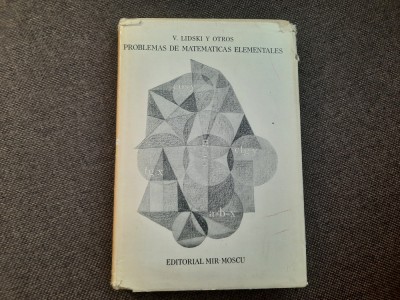 V. LIDSKI Y OTROS
PROBLEMAS DE MATEMATICAS ELEMENTALES
a-b-x
EDITORIAL MIR·MOSCU